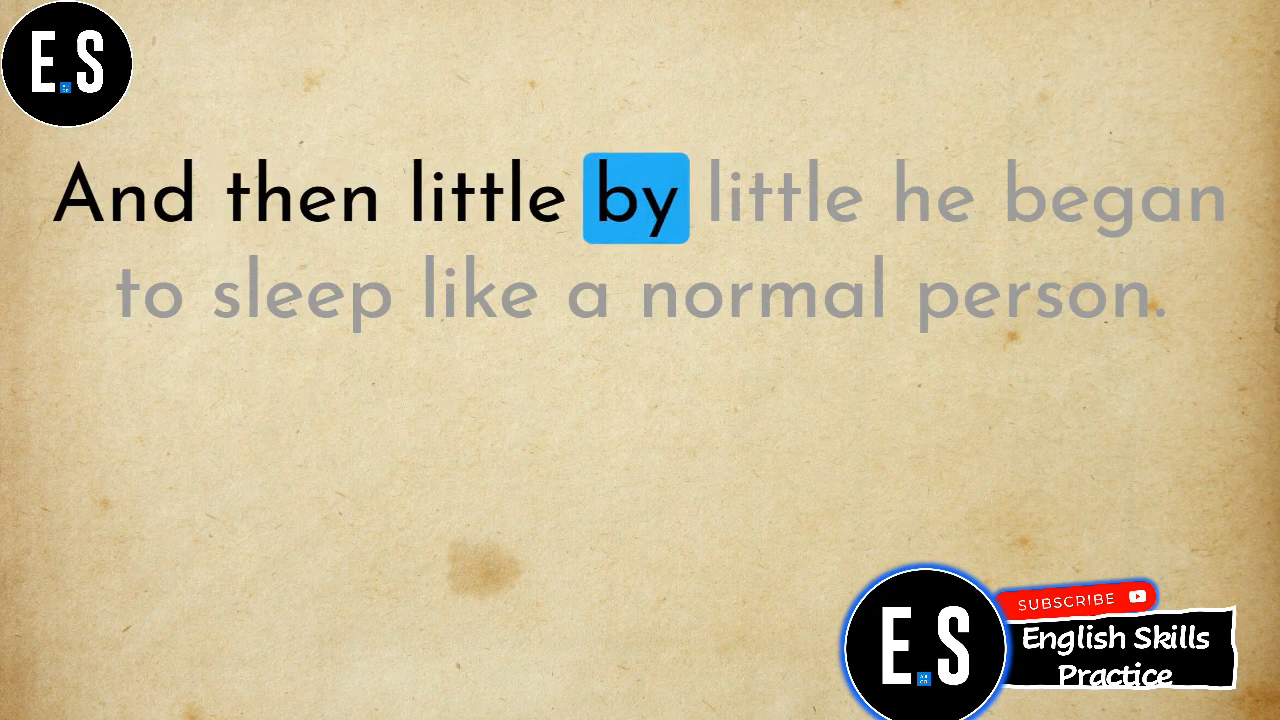 E.S
And then little by little he began
to sleep like a normal person.
SUBSCRIBE
E.S
English Skills
Practice